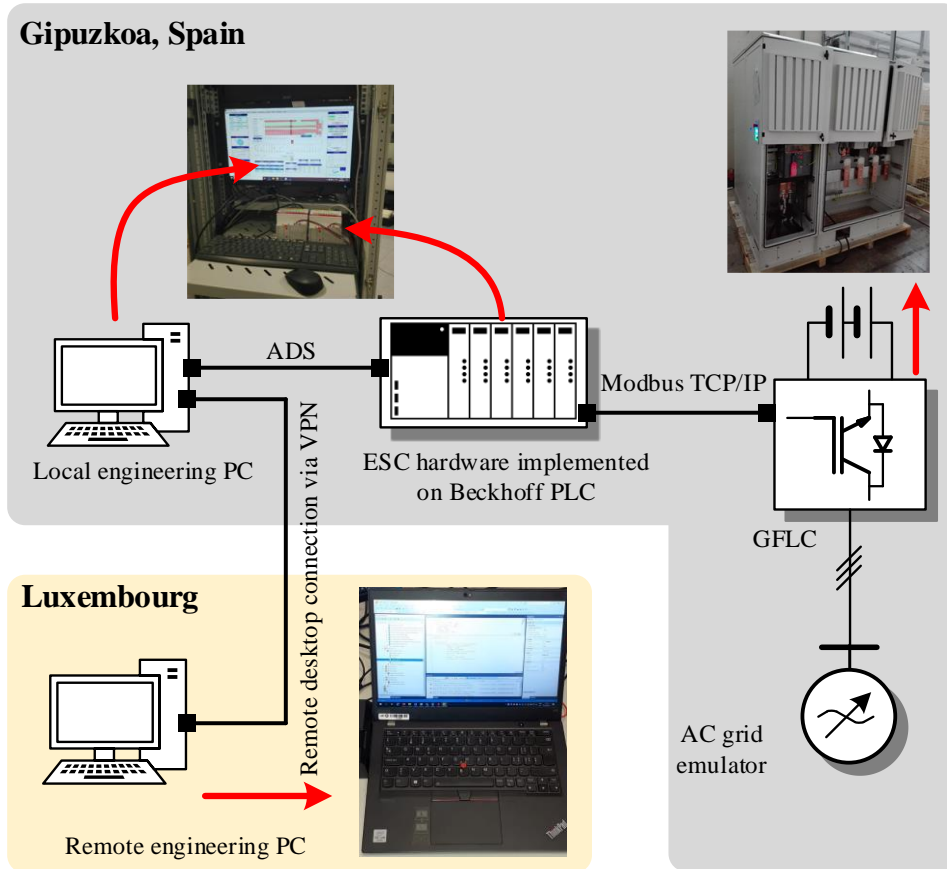 Gipuzkoa, Spain
ADS
Modbus TCP/IP
Local engineering PC
ESC hardware implemented
on Beckhoff PLC
GFLC
Remote desktop connection via VPN
Luxembourg
AC grid
emulator
Remote engineering PC
ThinkPad